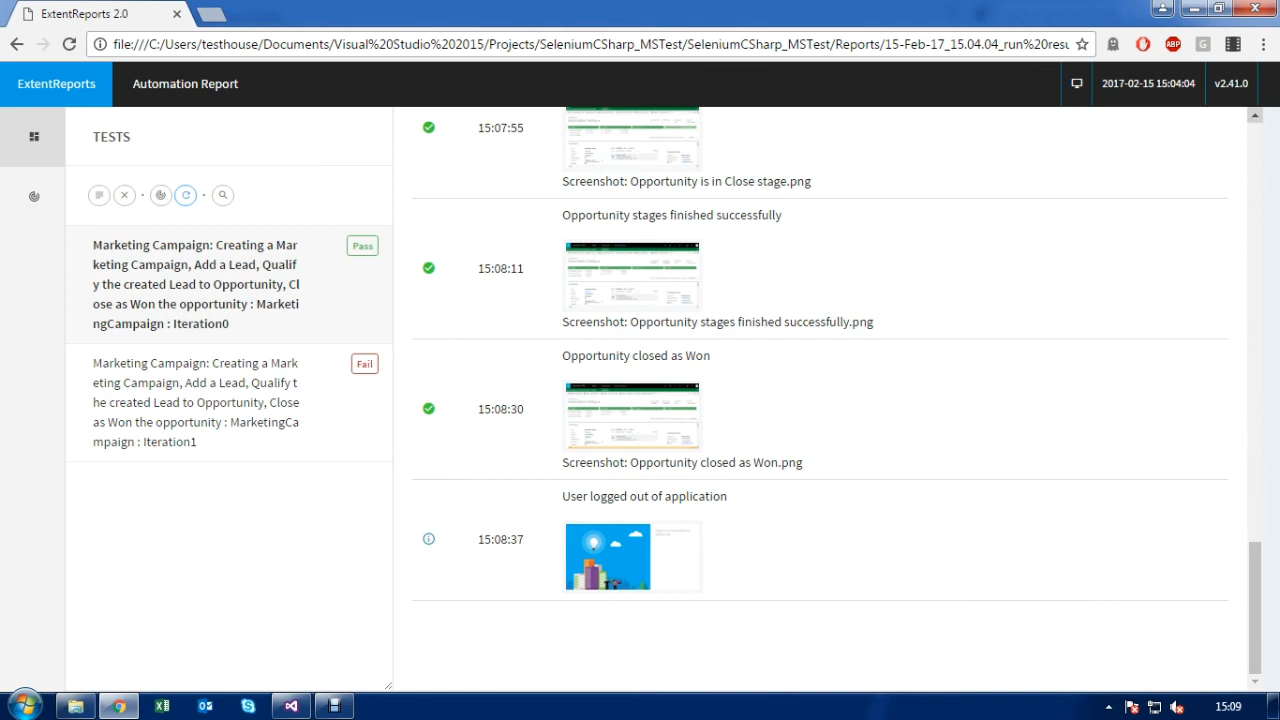 ExtentReports 2.0
file:///C:/Users/testhouse/Documents/Visual%20Studio%202015/Projects/SeleniumCSharp_MSTest/SeleniumCSharp_MSTest/Reports/15-Feb-17_15.04.04_run%20resu
ABP
G
ExtentReports
Automation Report
2017-02-15 15:04:04
v2.41.0
TESTS
Marketing Campaign: Creating a Mar
keting Campaign, Add a Lead, Qualif
y the created Lead to Opportunity, C
ose as Won the opportunity : Marketi
ngCampaign : Iteration0
Pass
Marketing Campaign: Creating a Mark
eting Campaign, Add a Lead, Qualify t
he created Lead to Opportunity, Close
as Won the opportunity : MarketingCa
mpaign : Iteration1
Fail
15:07:55
Screenshot: Opportunity is in Close stage.png
Opportunity stages finished successfully
15:08:11
Screenshot: Opportunity stages finished successfully.png
Opportunity closed as Won
15:08:30
Screenshot: Opportunity closed as Won.png
User logged out of application
15:08:37
15:09